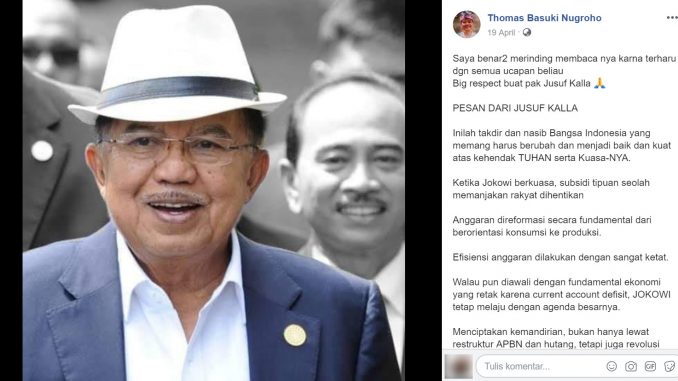 Thomas Basuki Nugroho
19 April ·
Saya benar2 merinding membaca nya karna terharu
dgn semua ucapan beliau
Big respect buat pak Jusuf Kalla 🙏
PESAN DARI JUSUF KALLA
Inilah takdir dan nasib Bangsa Indonesia yang
memang harus berubah dan menjadi baik dan kuat
atas kehendak TUHAN serta Kuasa-NYA.
Ketika Jokowi berkuasa, subsidi tipuan seolah
memanjakan rakyat dihentikan
Anggaran direformasi secara fundamental dari
berorientasi konsumsi ke produksi.
Efisiensi anggaran dilakukan dengan sangat ketat.
Walau pun diawali dengan fundamental ekonomi
yang retak karena current account defisit, JOKOWI
tetap melaju dengan agenda besarnya.
Menciptakan kemandirian, bukan hanya lewat
restruktur APBN dan hutang, tetapi juga revolusi
Tulis komentar...
GIF